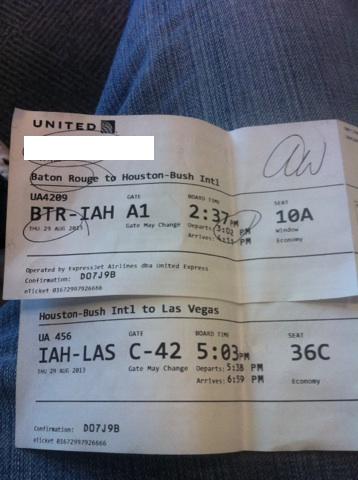 UNITED
Baton Rouge to Houston-Bush Intl
UA4209 GATE BOARD TIME SEAT
BTR-IAH A1 2:37PM 10A
THU 29 AUG 2013 Gate May Change Departs: 3:02 PM Window
Arrives: 4:11 PM Economy
Operated by ExpressJet Airlines dba United Express
Confirmation: DO7J9B
eTicket 01672997926666
Houston-Bush Intl to Las Vegas
UA 456 GATE BOARD TIME SEAT
IAH-LAS C-42 5:03PM 36C
THU 29 AUG 2013 Gate May Change Departs: 5:38 PM
Arrives: 6:39 PM Economy
Confirmation: DO7J9B
eTicket 01672997926666